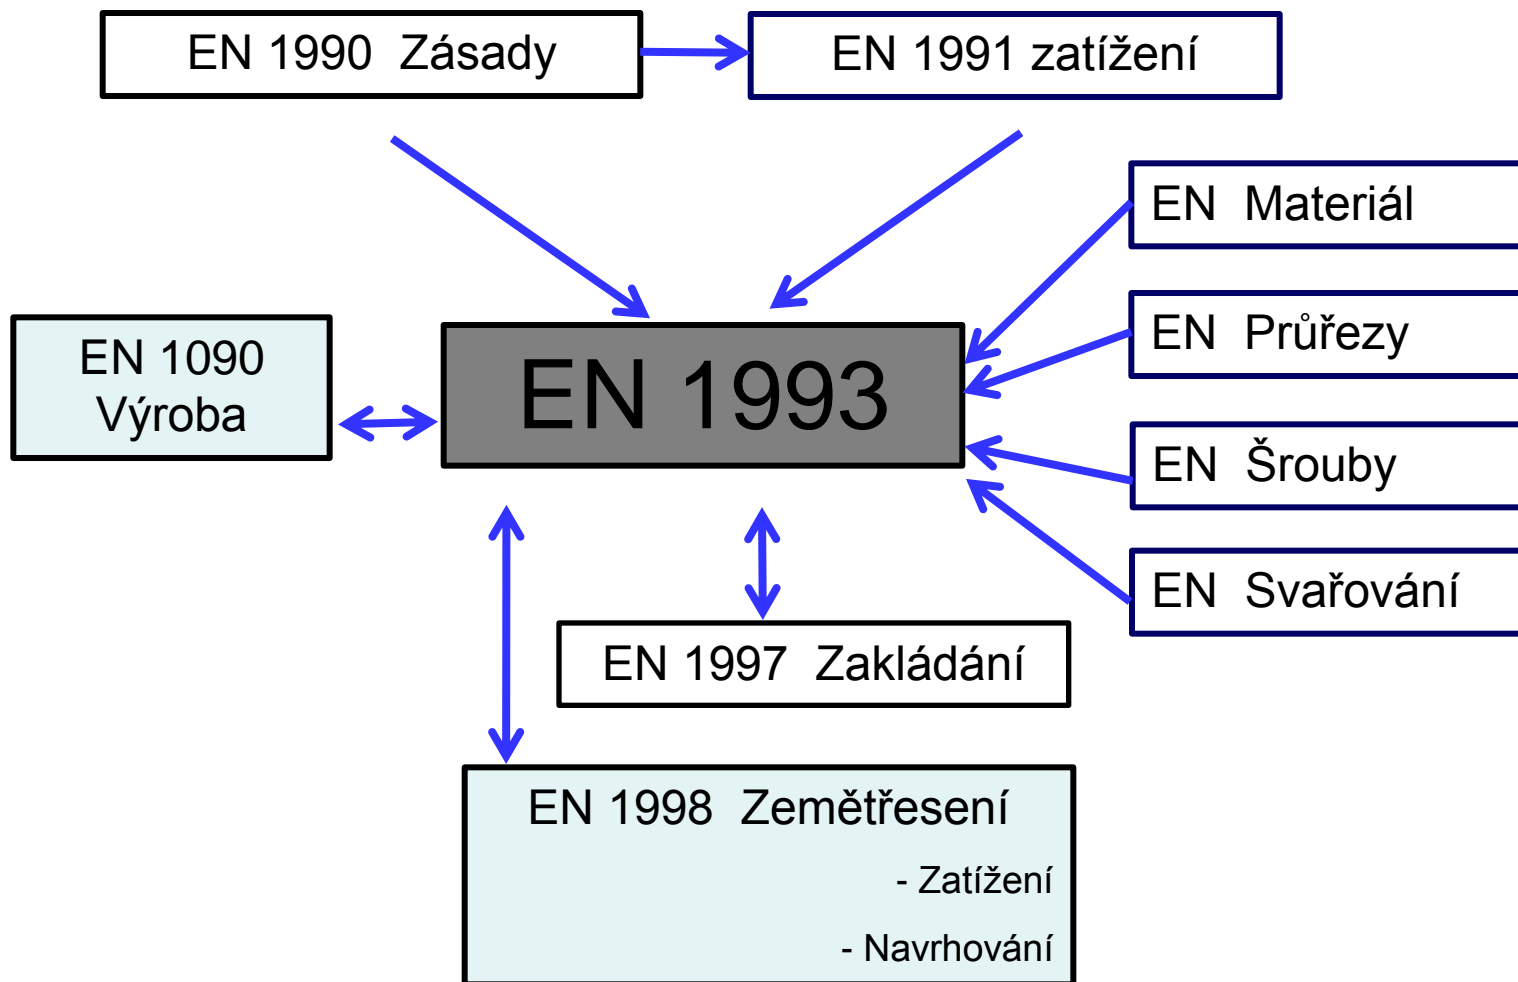 EN 1990 Zásady
EN 1991 zatížení
EN Materiál
EN Průřezy
EN 1090
Výroba
EN 1993
EN Šrouby
EN Svařování
EN 1997 Zakládání
EN 1998 Zemětřesení
- Zatížení
- Navrhování